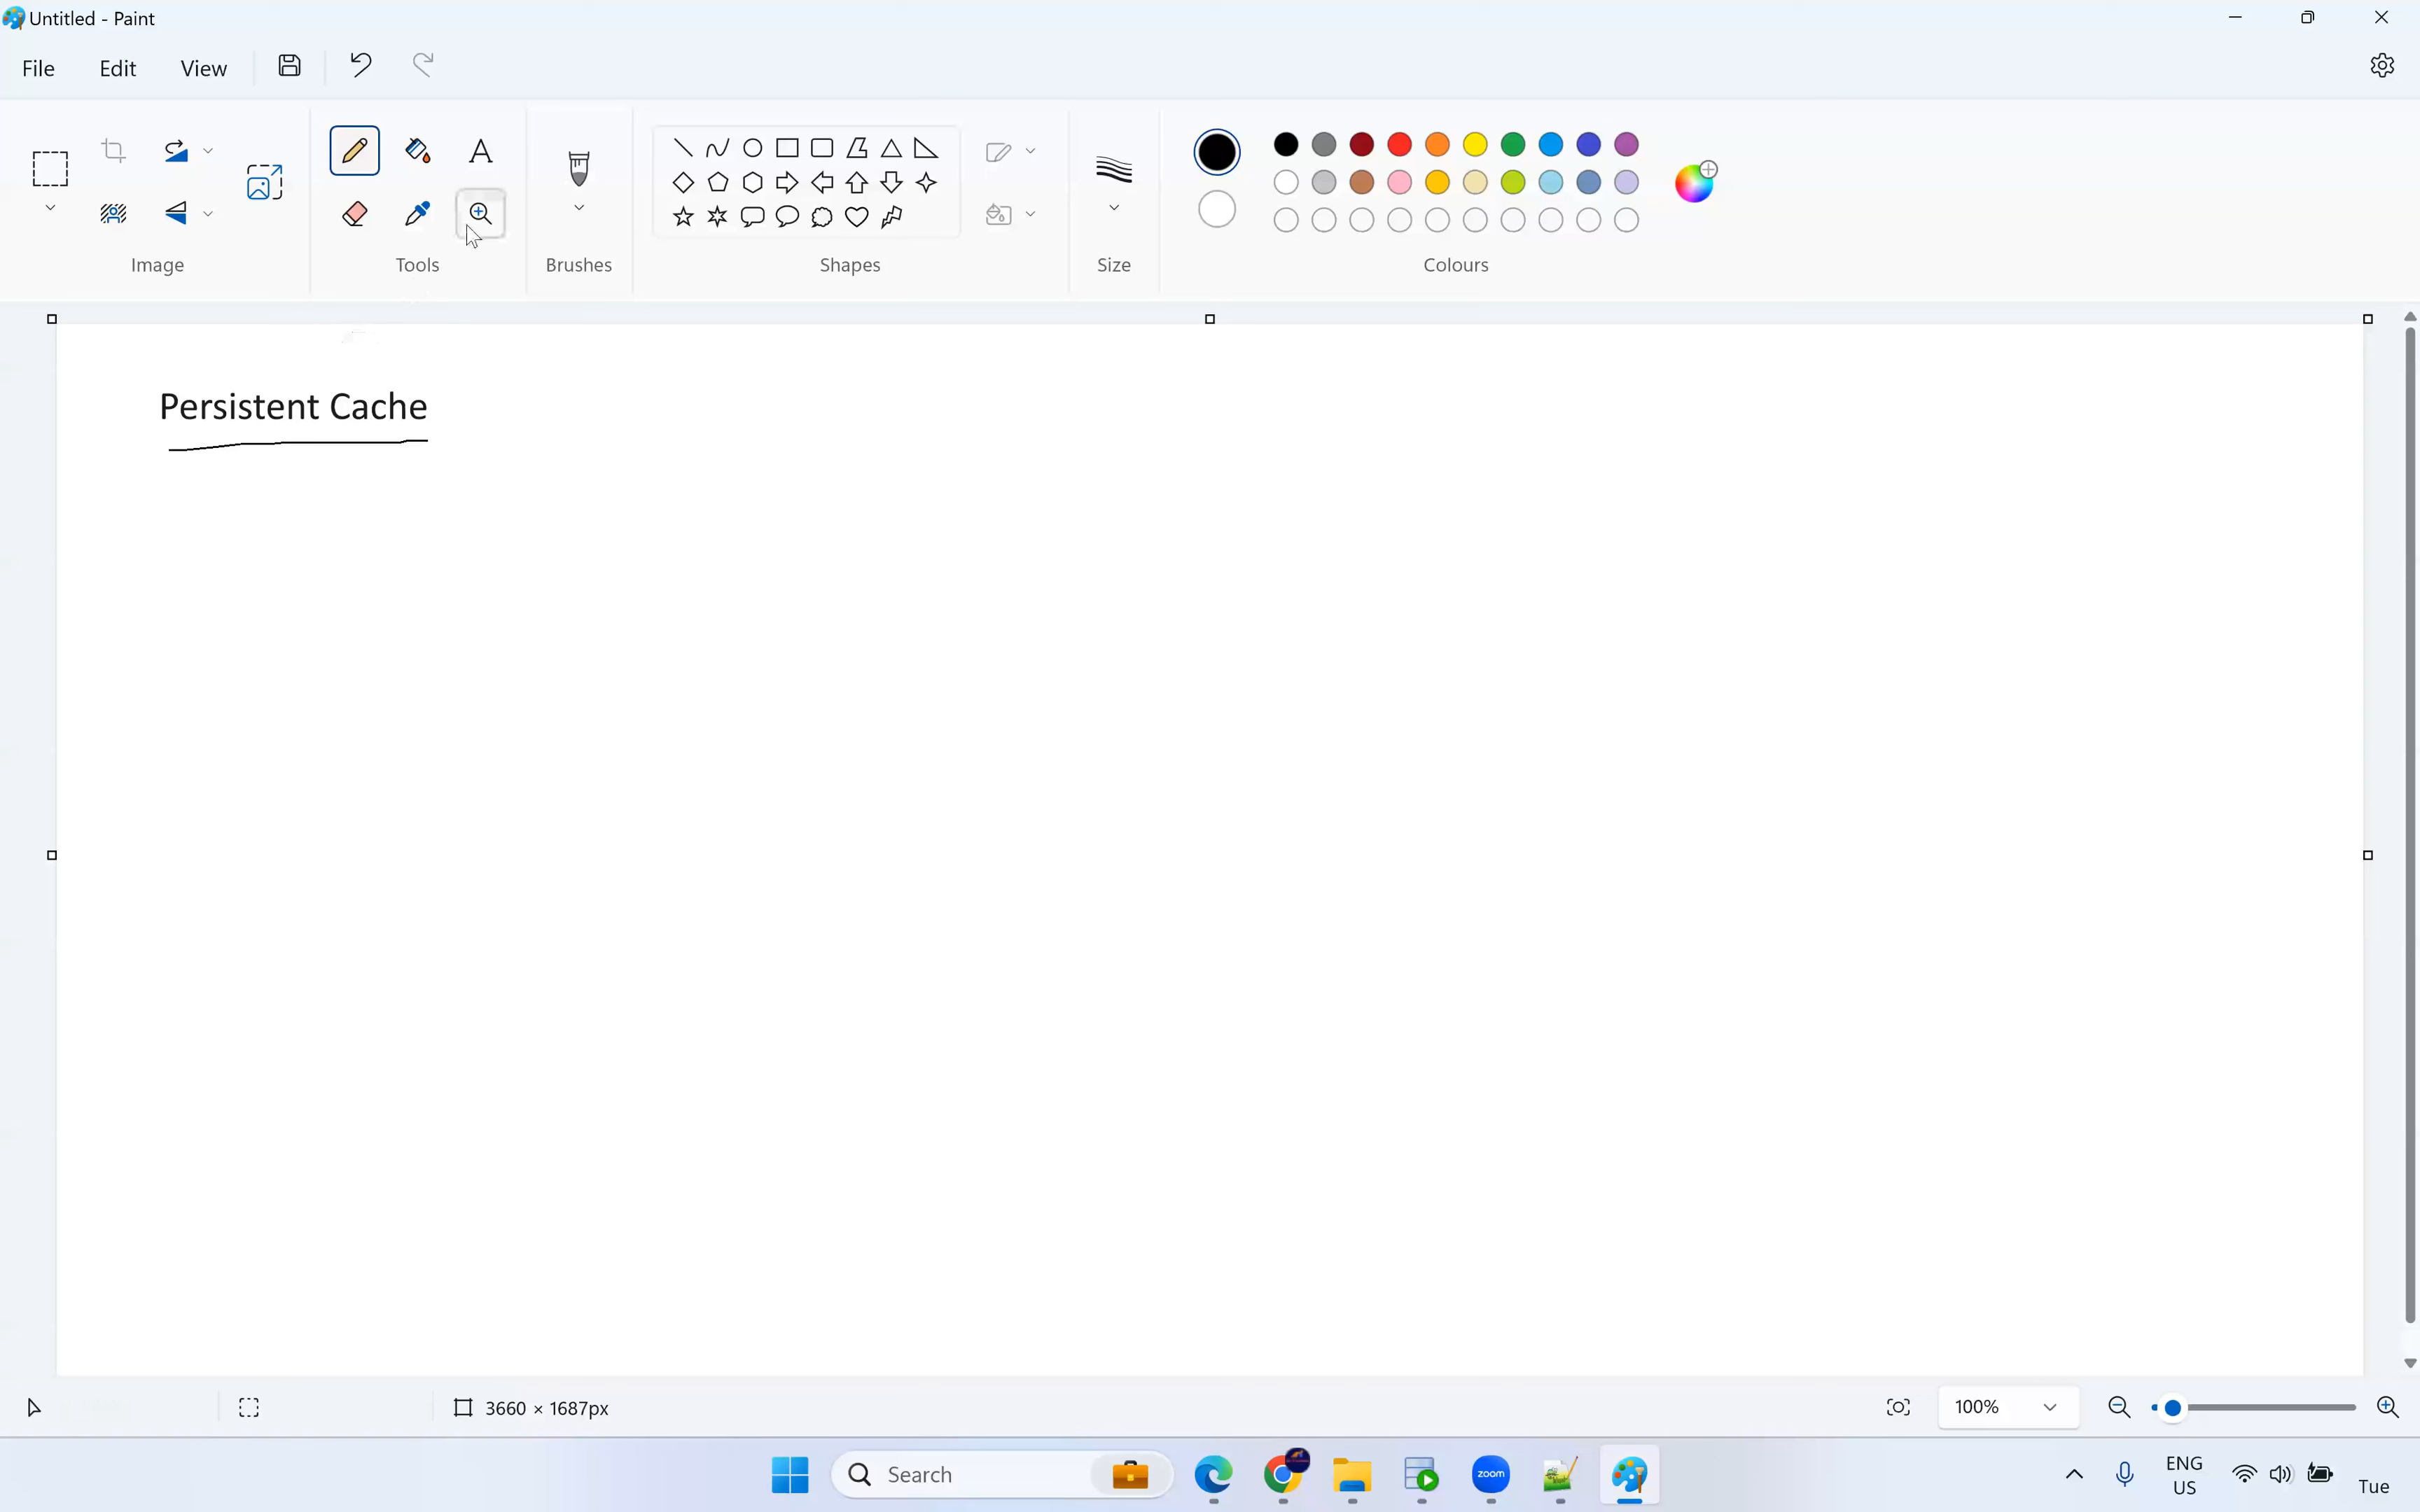 Untitled - Paint
File Edit View
Image Tools Brushes Shapes Size Colours
Persistent Cache
3660 × 1687px 100%
Search zoom ENG
US Tue